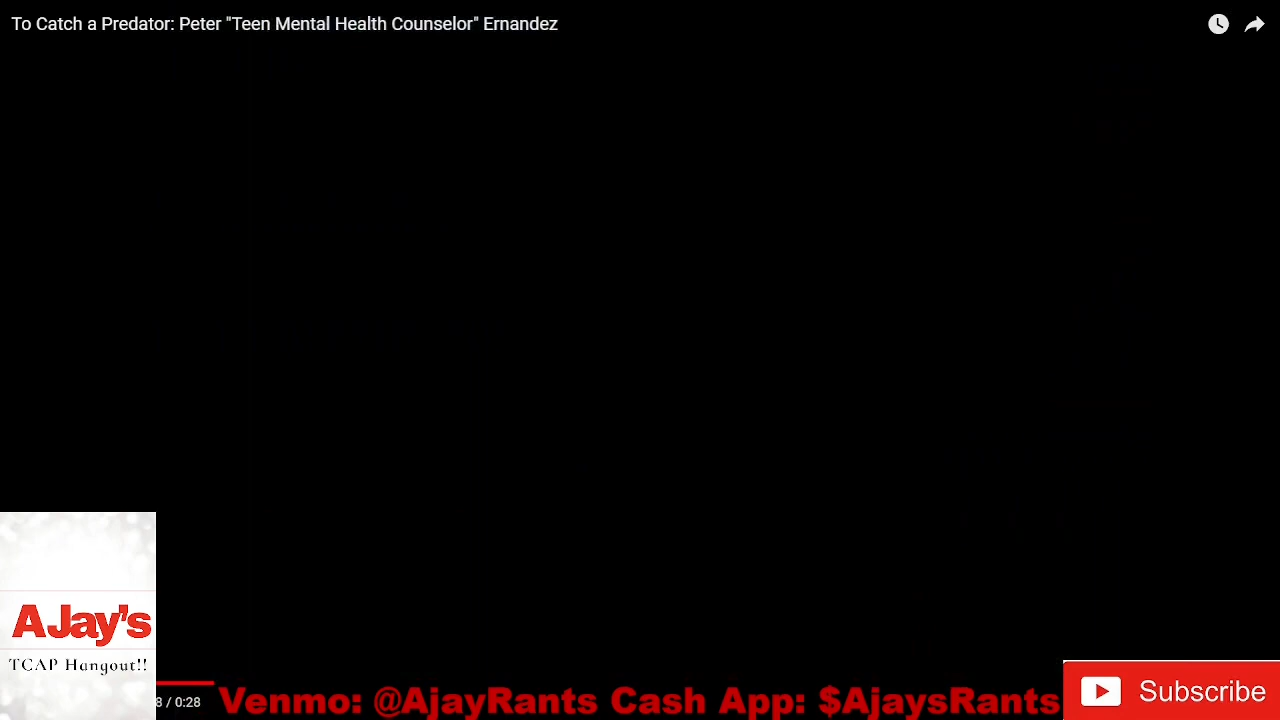 To Catch a Predator: Peter "Teen Mental Health Counselor" Ernandez
AJay's
TCAP Hangout!!
8 / 0:28
Venmo: @AjayRants Cash App: $AjaysRants
Subscribe